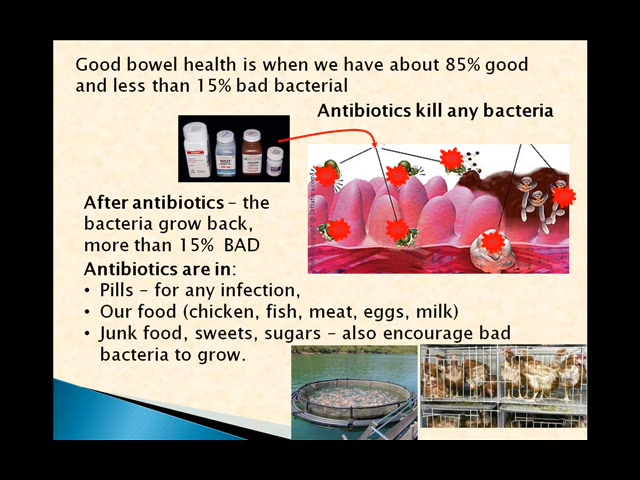 Good bowel health is when we have about 85% good
and less than 15% bad bacterial
Antibiotics kill any bacteria
After antibiotics – the
bacteria grow back,
more than 15%  BAD
Antibiotics are in:
• Pills – for any infection,
• Our food (chicken, fish, meat, eggs, milk)
• Junk food, sweets, sugars – also encourage bad
bacteria to grow.